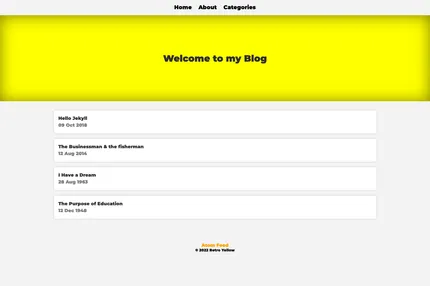 Home About Categories
Welcome to my Blog
Hello Jekyll
09 Oct 2018
The Businessman & the fisherman
12 Aug 2014
I Have a Dream
28 Aug 1963
The Purpose of Education
12 Dec 1948
Atom Feed
© 2022 Retro Yellow